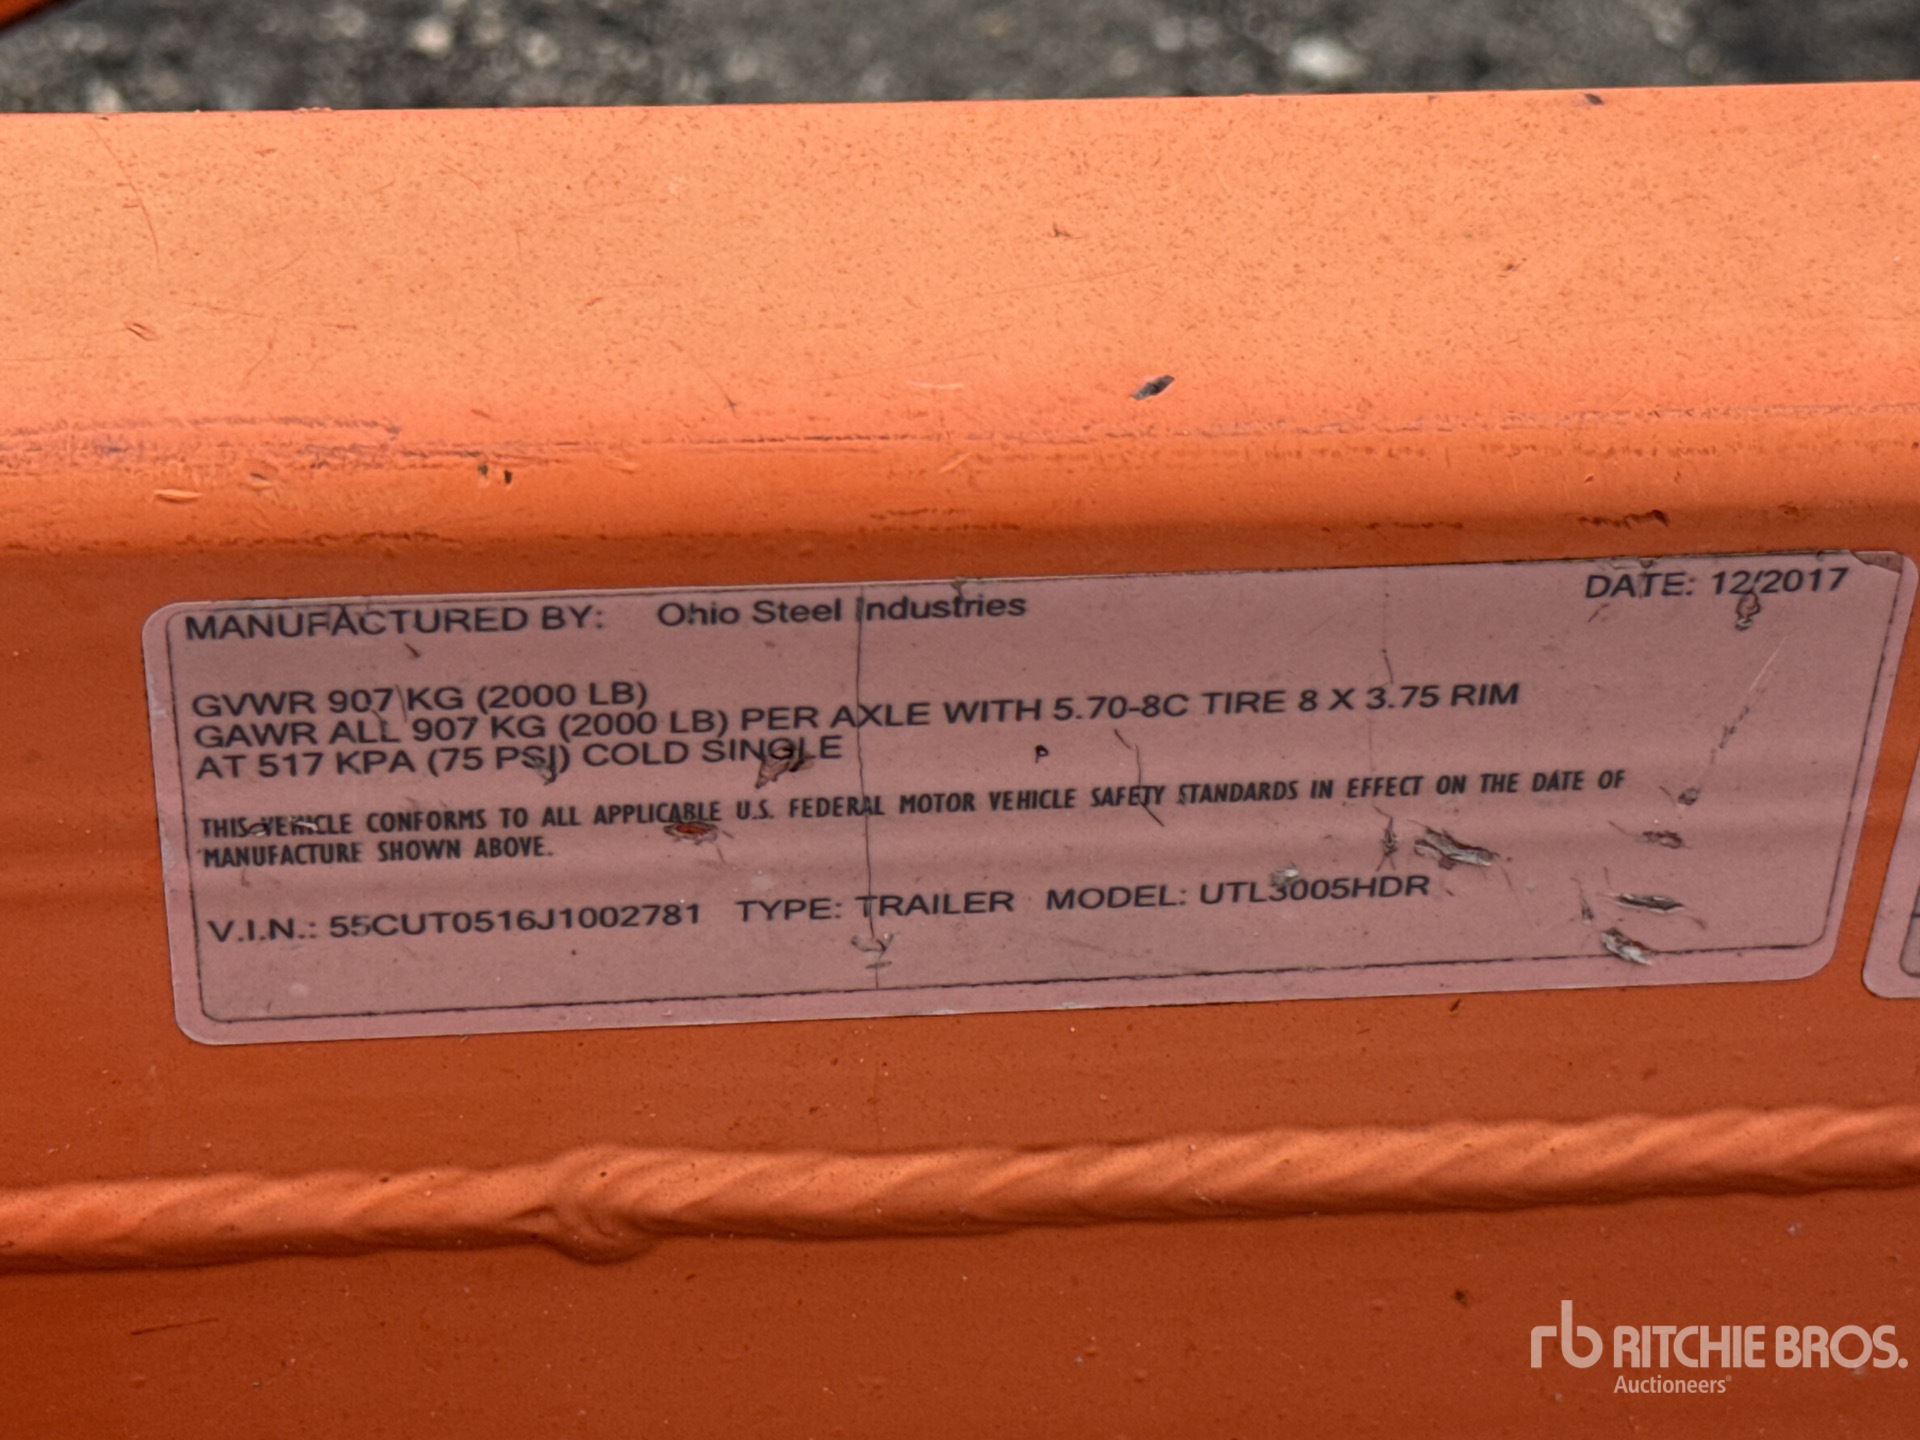 MANUFACTURED BY: Ohio Steel Industries DATE: 12/2017
GVWR 907 KG (2000 LB)
GAWR ALL 907 KG (2000 LB) PER AXLE WITH 5.70-8C TIRE 8 X 3.75 RIM
AT 517 KPA (75 PSI) COLD SINGLE
THIS VEHICLE CONFORMS TO ALL APPLICABLE U.S. FEDERAL MOTOR VEHICLE SAFETY STANDARDS IN EFFECT ON THE DATE OF
MANUFACTURE SHOWN ABOVE.
V.I.N.: 55CUT0516J1002781 TYPE: TRAILER MODEL: UTL3005HDR
rb RITCHIE BROS.
Auctioneers